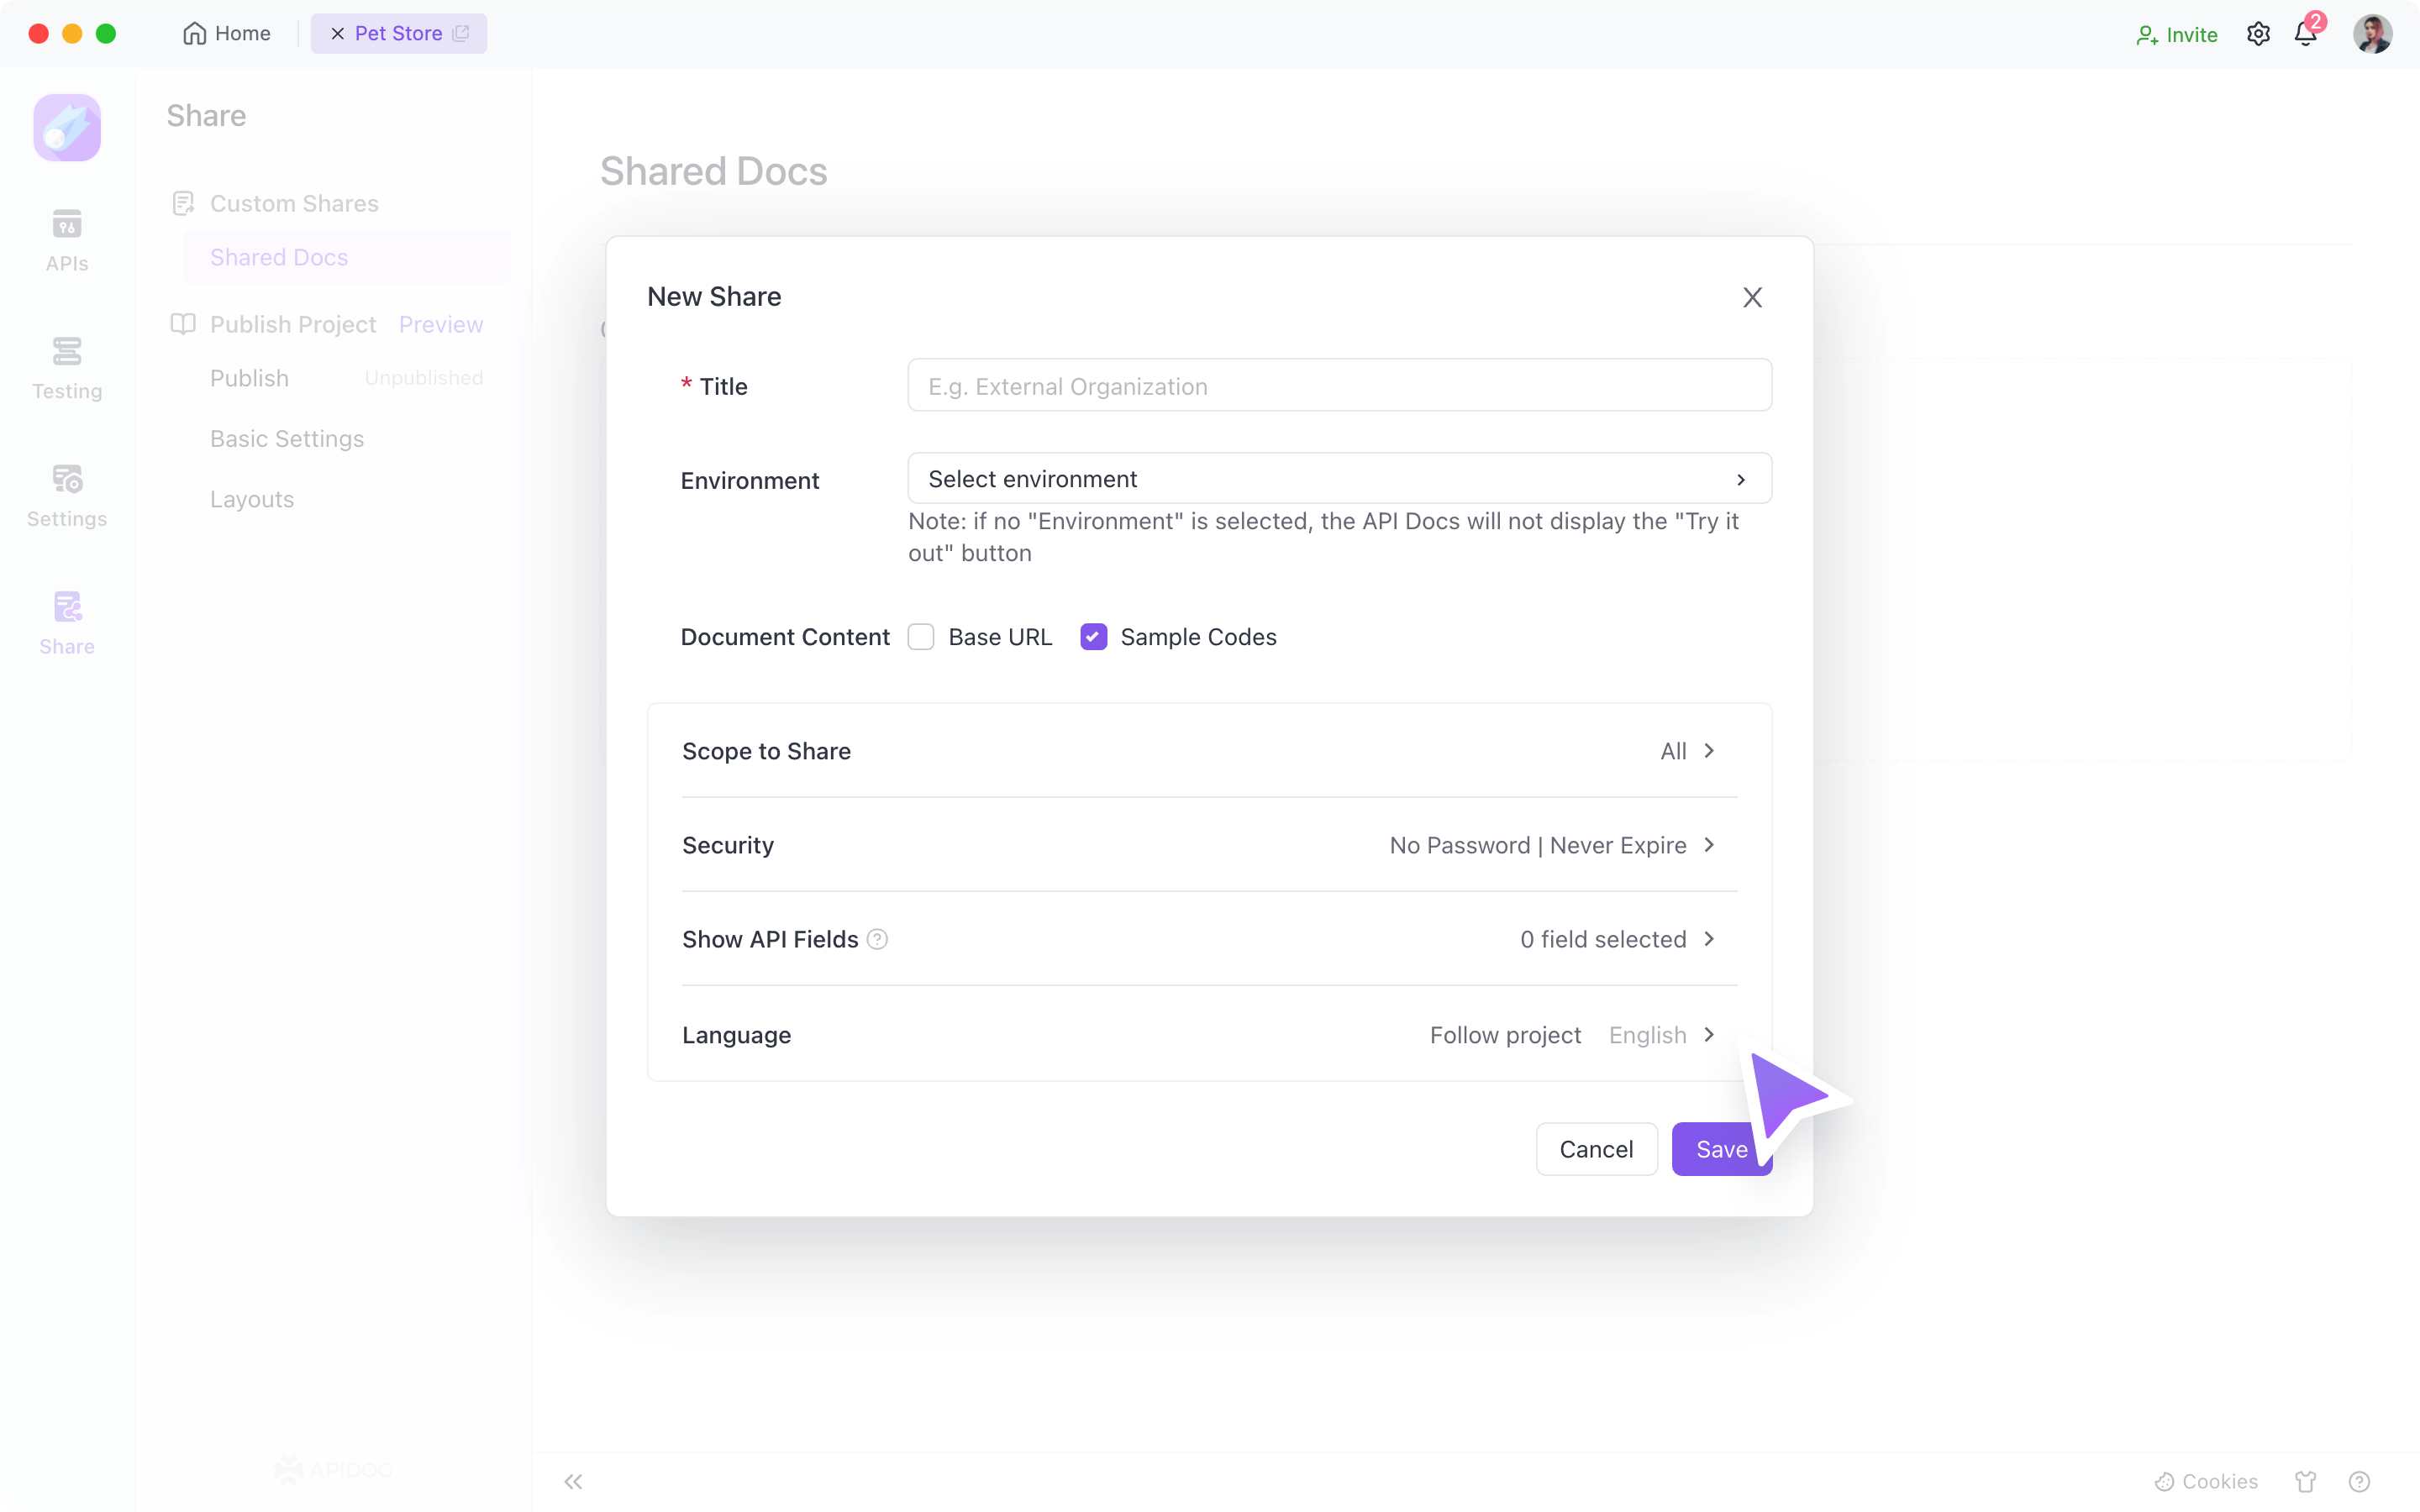 Home
Pet Store
Invite
2
Share
Shared Docs
Custom Shares
APIs
Shared Docs
New Share
Publish Project Preview
Publish Unpublished
* Title E.g. External Organization
Testing
Basic Settings
Environment Select environment
Layouts
Settings
Note: if no "Environment" is selected, the API Docs will not display the "Try it
out" button
Share
Document Content Base URL Sample Codes
Scope to Share All
Security No Password | Never Expire
Show API Fields 0 field selected
Language Follow project English
Cancel Save
APIDOG
Cookies